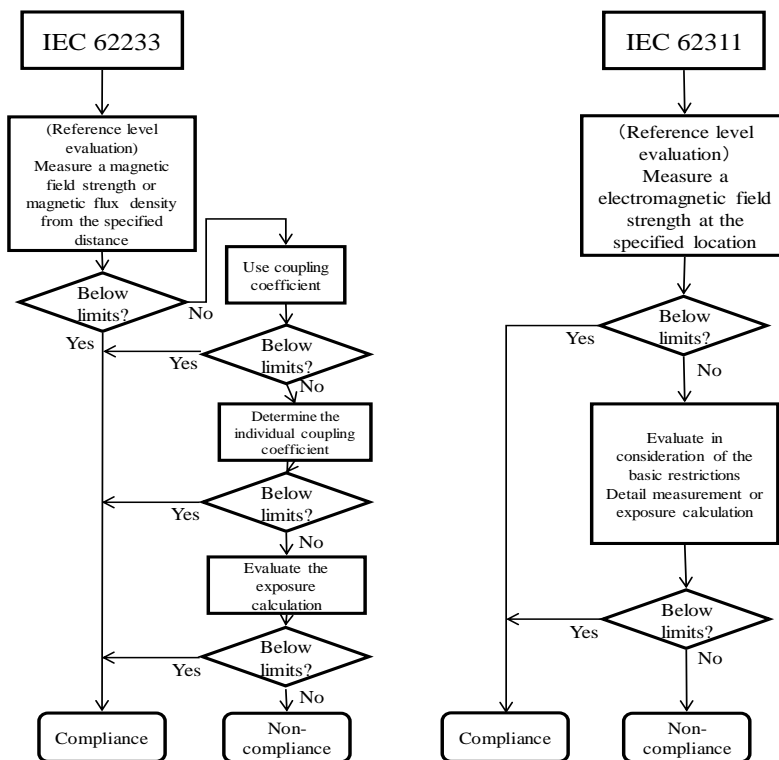 IEC 62233
(Reference level
evaluation)
Measure a magnetic
field strength or
magnetic flux density
from the specified
distance
Below
limits?
No
Yes
Use coupling
coefficient
Below
limits?
Yes
No
Determine the
individual coupling
coefficient
Below
limits?
Yes
No
Evaluate the
exposure
calculation
Below
limits?
Yes
No
Compliance
Non-
compliance
IEC 62311
（Reference level
evaluation）
Measure a
electromagnetic field
strength at the
specified location
Below
limits?
Yes
No
Evaluate in
consideration of the
basic restrictions
Detail measurement or
exposure calculation
Below
limits?
Yes
No
Compliance
Non-
compliance